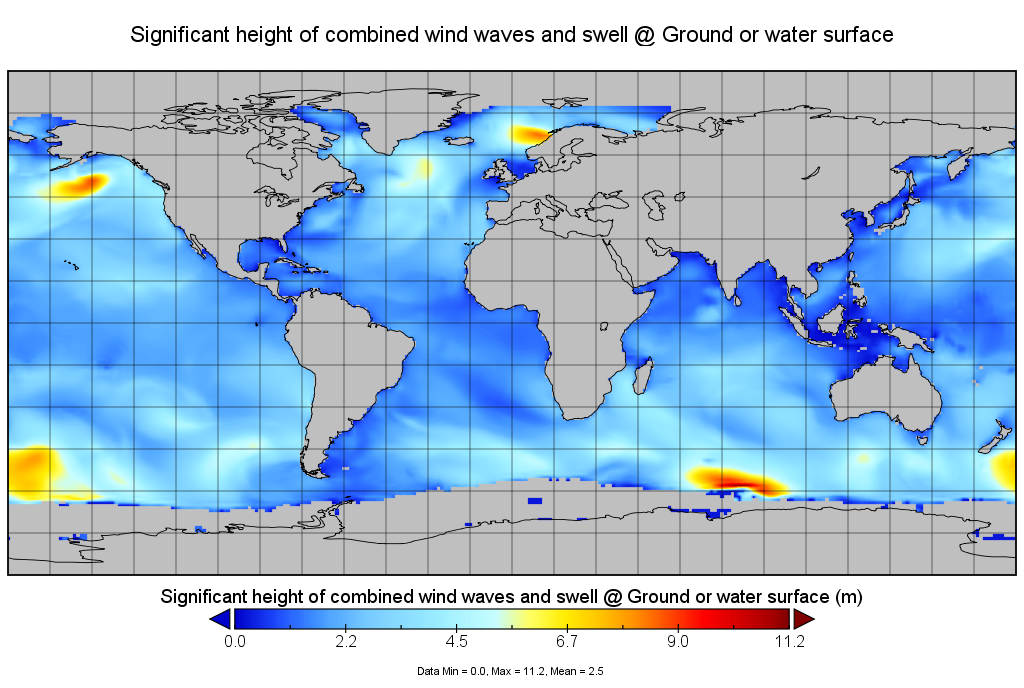 Significant height of combined wind waves and swell @ Ground or water surface
Significant height of combined wind waves and swell @ Ground or water surface (m)
0.0 2.2 4.5 6.7 9.0 11.2
Data Min = 0.0, Max = 11.2, Mean = 2.5